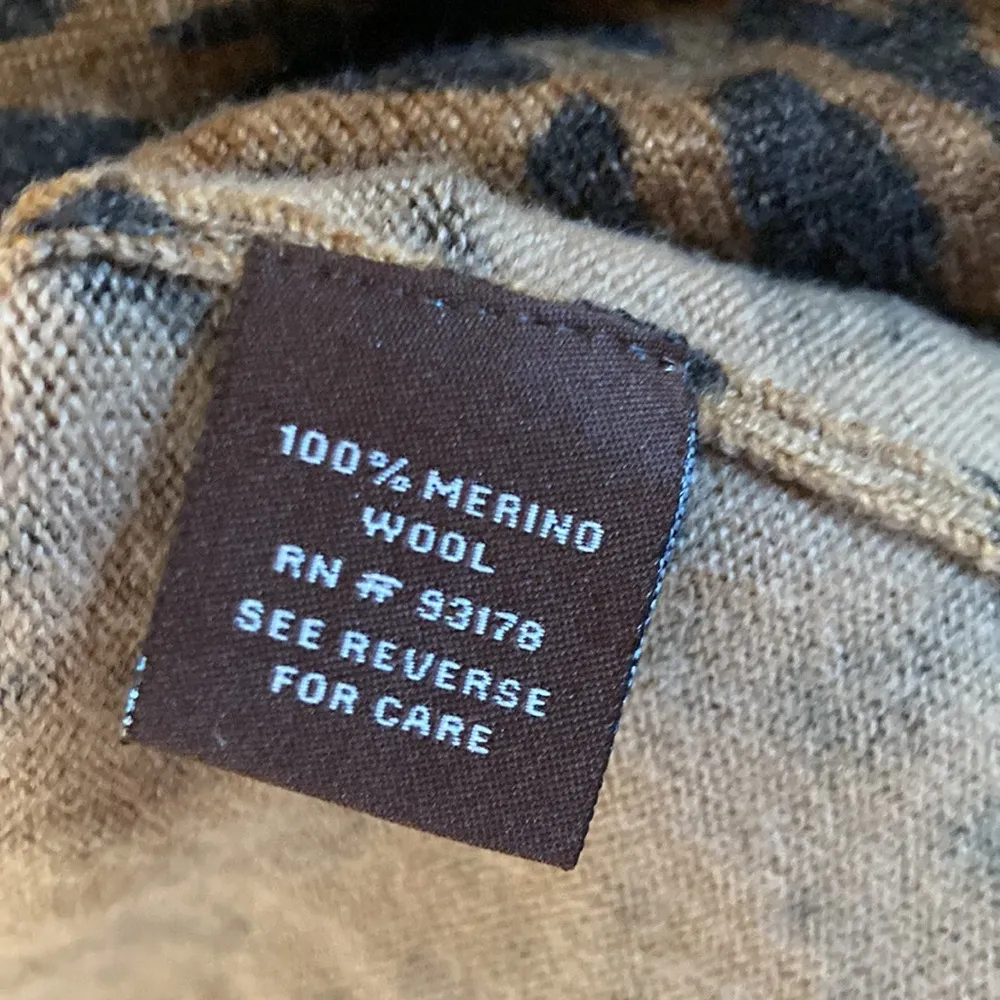 100% MERINO
WOOL
RN # 93178
SEE REVERSE
FOR CARE